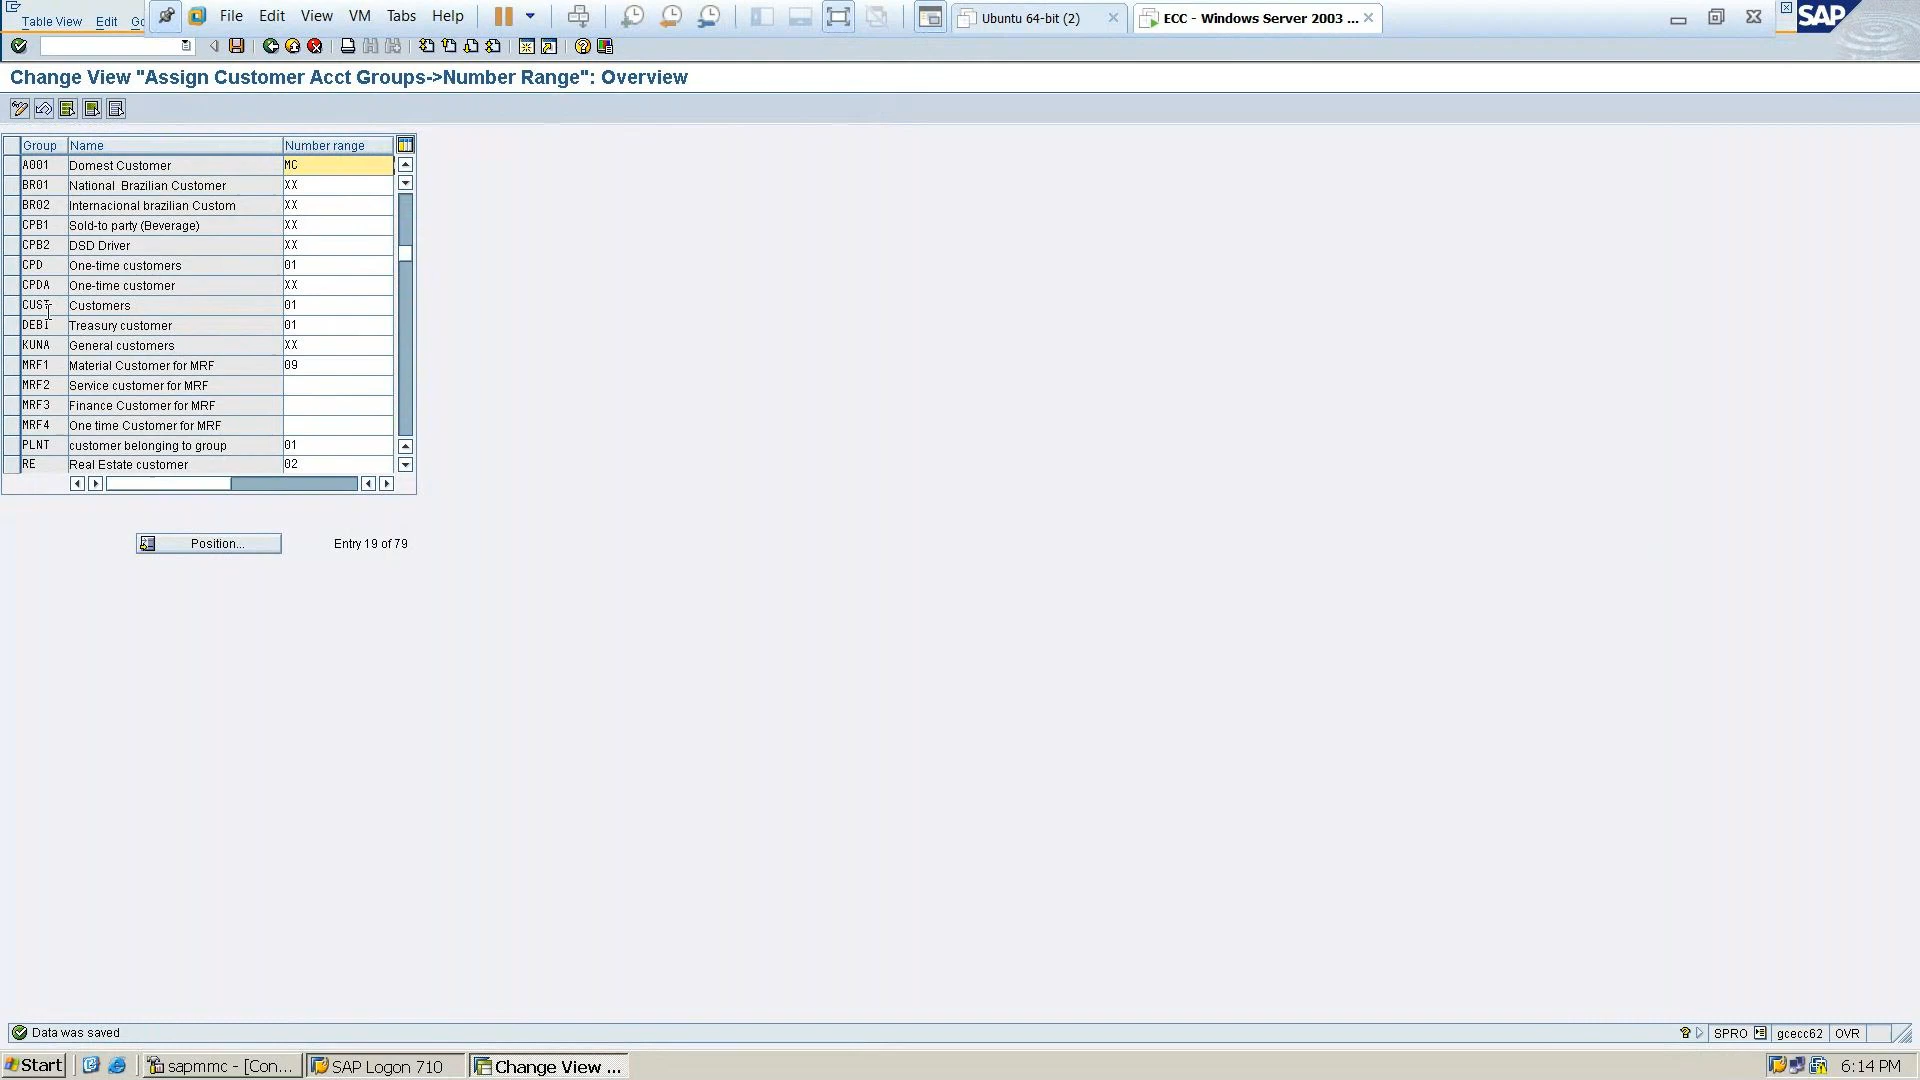 Table View Edit Go File Edit View VM Tabs Help Ubuntu 64-bit (2) ECC - Windows Server 2003 ... SAP
Change View "Assign Customer Acct Groups->Number Range": Overview
Group Name Number range
A001 Domest Customer MC
BR01 National Brazilian Customer XX
BR02 Internacional brazilian Custom XX
CPB1 Sold-to party (Beverage) XX
CPB2 DSD Driver XX
CPD One-time customers 01
CPDA One-time customer XX
CUST Customers 01
DEBI Treasury customer 01
KUNA General customers XX
MRF1 Material Customer for MRF 09
MRF2 Service customer for MRF
MRF3 Finance Customer for MRF
MRF4 One time Customer for MRF
PLNT customer belonging to group 01
RE Real Estate customer 02
Position... Entry 19 of 79
Data was saved SPRO gcecc62 OVR
Start sapmmc - [Con... SAP Logon 710 Change View ... 6:14 PM